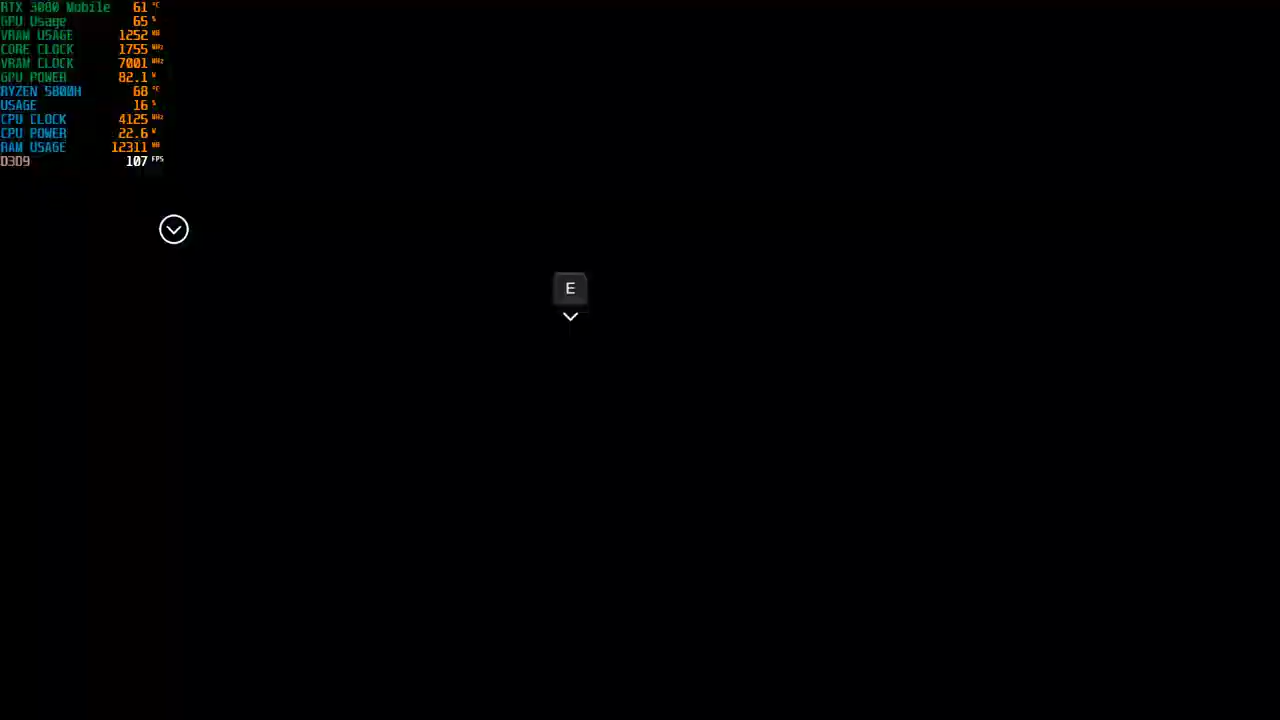 RTX 3080 Mobile 61 °C
GPU Usage 65 %
VRAM USAGE 1252 MB
CORE CLOCK 1755 MHz
VRAM CLOCK 7001 MHz
GPU POWER 82.1 W
RYZEN 5800H 68 °C
USAGE 16 %
CPU CLOCK 4125 MHz
CPU POWER 22.6 W
RAM USAGE 12311 MB
D3D9 107 FPS
E